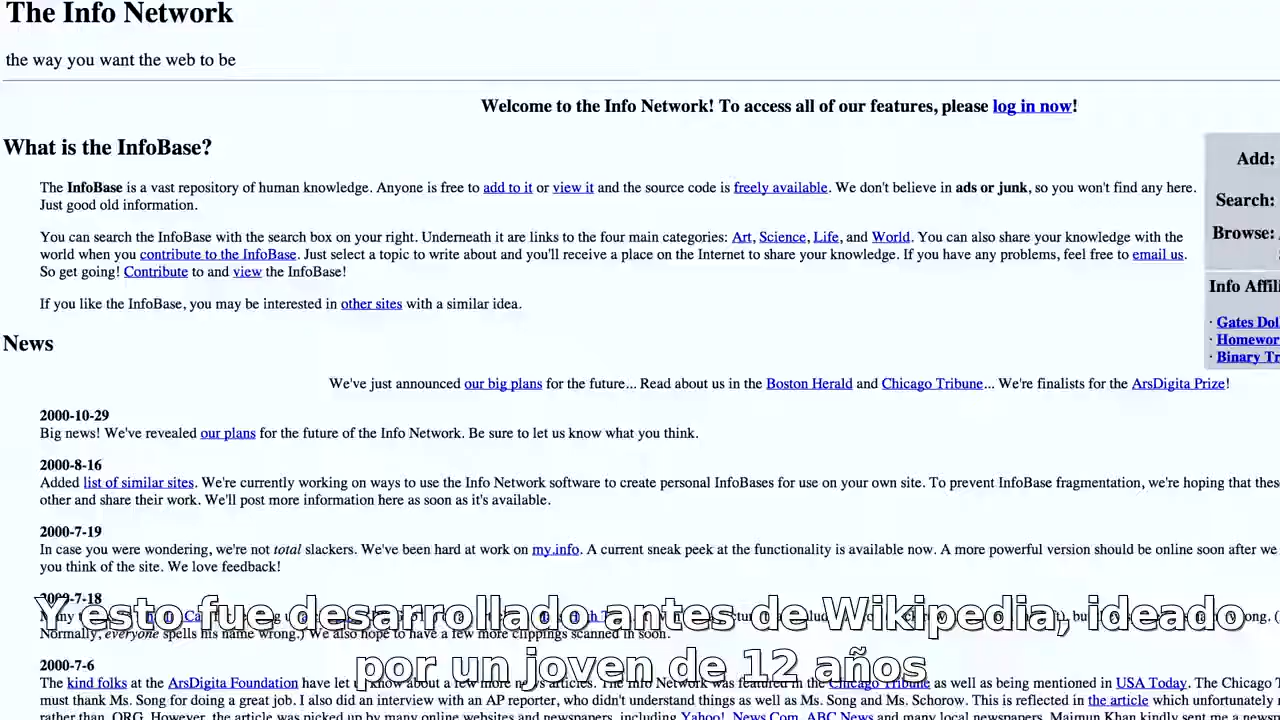 The Info Network
the way you want the web to be
Welcome to the Info Network! To access all of our features, please log in now!
What is the InfoBase?
The InfoBase is a vast repository of human knowledge. Anyone is free to add to it or view it and the source code is freely available. We don't believe in ads or junk, so you won't find any here.
Just good old information.
You can search the InfoBase with the search box on your right. Underneath it are links to the four main categories: Art, Science, Life, and World. You can also share your knowledge with the
world when you contribute to the InfoBase. Just select a topic to write about and you'll receive a place on the Internet to share your knowledge. If you have any problems, feel free to email us.
So get going! Contribute to and view the InfoBase!
If you like the InfoBase, you may be interested in other sites with a similar idea.
Add:
Search:
Browse:
Info Affili
· Gates Dol
· Homewor
· Binary Tr
News
We've just announced our big plans for the future... Read about us in the Boston Herald and Chicago Tribune... We're finalists for the ArsDigita Prize!
2000-10-29
Big news! We've revealed our plans for the future of the Info Network. Be sure to let us know what you think.
2000-8-16
Added list of similar sites. We're currently working on ways to use the Info Network software to create personal InfoBases for use on your own site. To prevent InfoBase fragmentation, we're hoping that these
other and share their work. We'll post more information here as soon as it's available.
2000-7-19
In case you were wondering, we're not total slackers. We've been hard at work on my.info. A current sneak peek at the functionality is available now. A more powerful version should be online soon after we
you think of the site. We love feedback!
2000-7-18
Normally, everyone spells his name wrong.) We also hope to have a few more clippings scanned in soon.
Y esto fue desarrollado antes de Wikipedia, ideado
por un joven de 12 años
2000-7-6
The kind folks at the ArsDigita Foundation have let us know about a few more news articles. The Info Network was featured in the Chicago Tribune as well as being mentioned in USA Today. The Chicago T
must thank Ms. Song for doing a great job. I also did an interview with an AP reporter, who didn't understand things as well as Ms. Song and Ms. Schorow. This is reflected in the article which unfortunately
rather than .ORG. However, the article was picked up by many online websites and newspapers, including Yahoo!, News.Com, ABC News and many local newspapers. Maimun Khan kindly sent me a